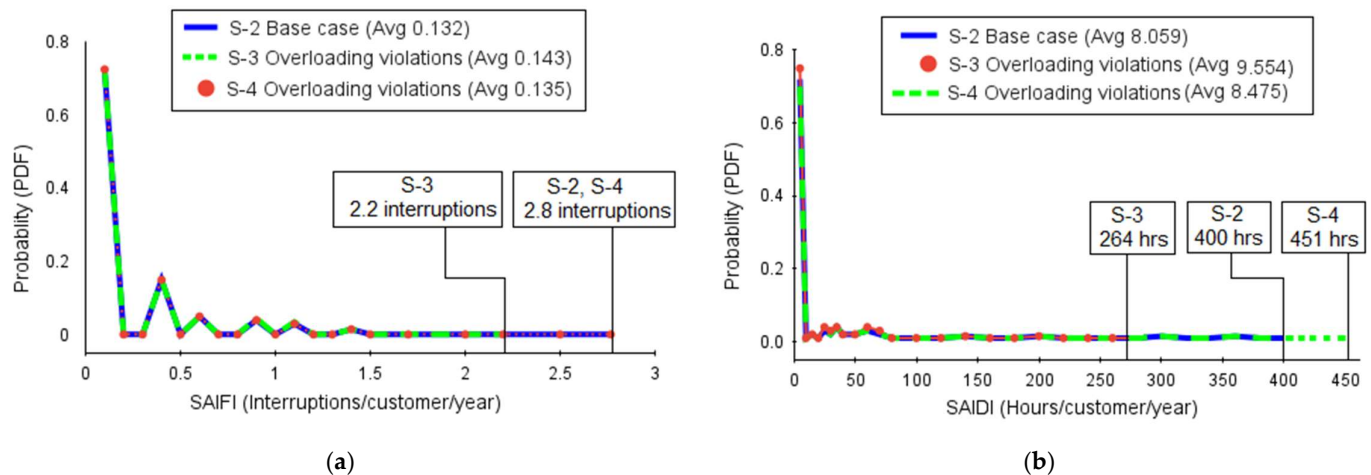 S-2 Base case (Avg 0.132)
S-3 Overloading violations (Avg 0.143)
S-4 Overloading violations (Avg 0.135)
0.8
0.6
0.4
0.2
0
Probablity (PDF)
S-3
2.2 interruptions
S-2, S-4
2.8 interruptions
0 0.5 1 1.5 2 2.5 3
SAIFI (Interruptions/customer/year)
(a)
S-2 Base case (Avg 8.059)
S-3 Overloading violations (Avg 9.554)
S-4 Overloading violations (Avg 8.475)
0.8
0.6
0.4
0.2
0.0
Probablity (PDF)
S-3
264 hrs
S-2
400 hrs
S-4
451 hrs
0 50 100 150 200 250 300 350 400 450
SAIDI (Hours/customer/year)
(b)